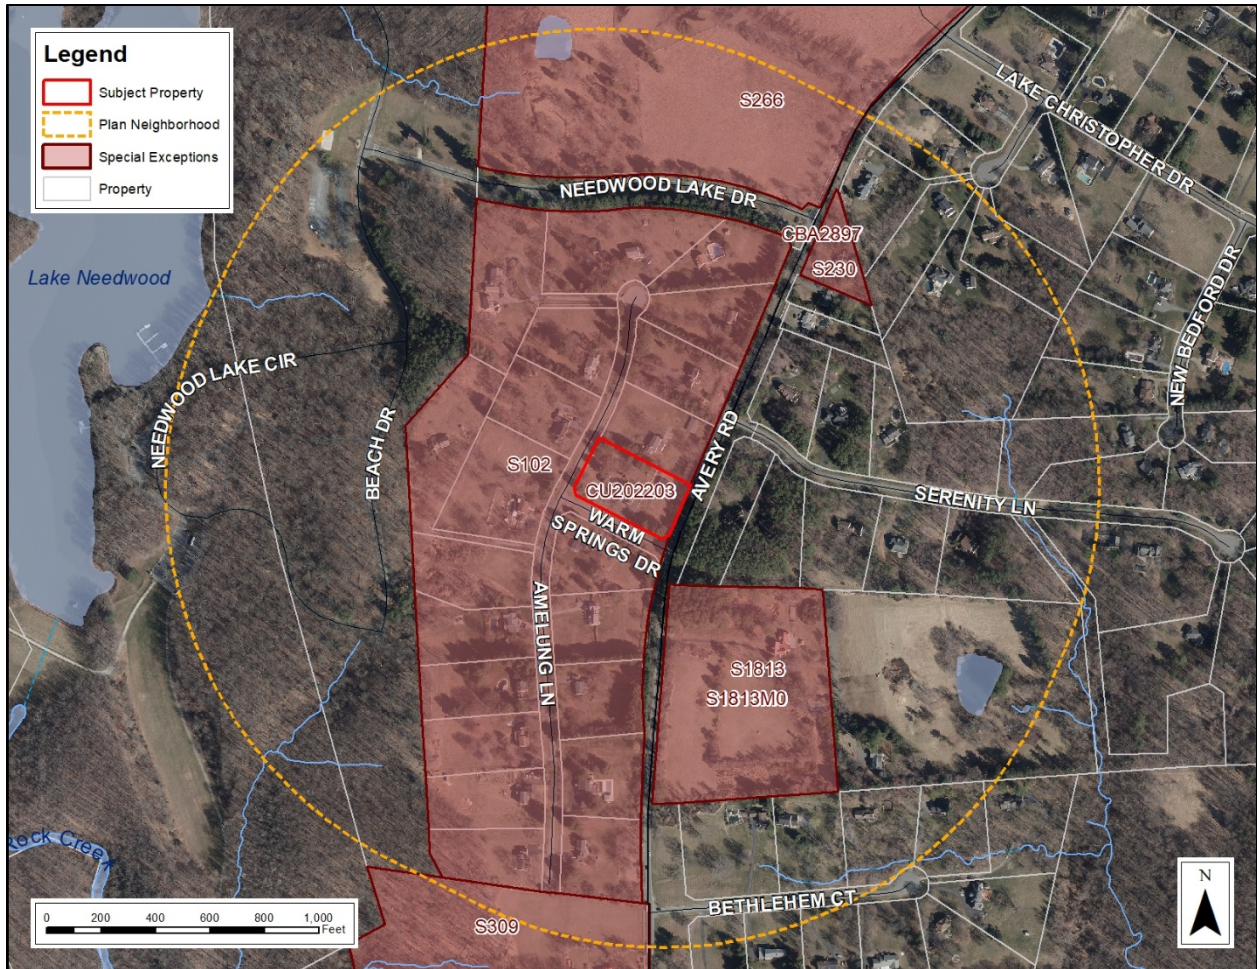 Legend
Subject Property
Plan Neighborhood
Special Exceptions
Property
S266
LAKE CHRISTOPHER DR
NEEDWOOD LAKE DR
CBA2897
S230
Lake Needwood
NEEDWOOD LAKE CIR
BEACH DR
NEW BEDFORD DR
AVERY RD
S102
CU202203
WARM
SPRINGS DR
SERENITY LN
AMELUNG LN
S1813
S1813M0
Rock Creek
BETHLEHEM CT
S309
0 200 400 600 800 1,000
Feet
N